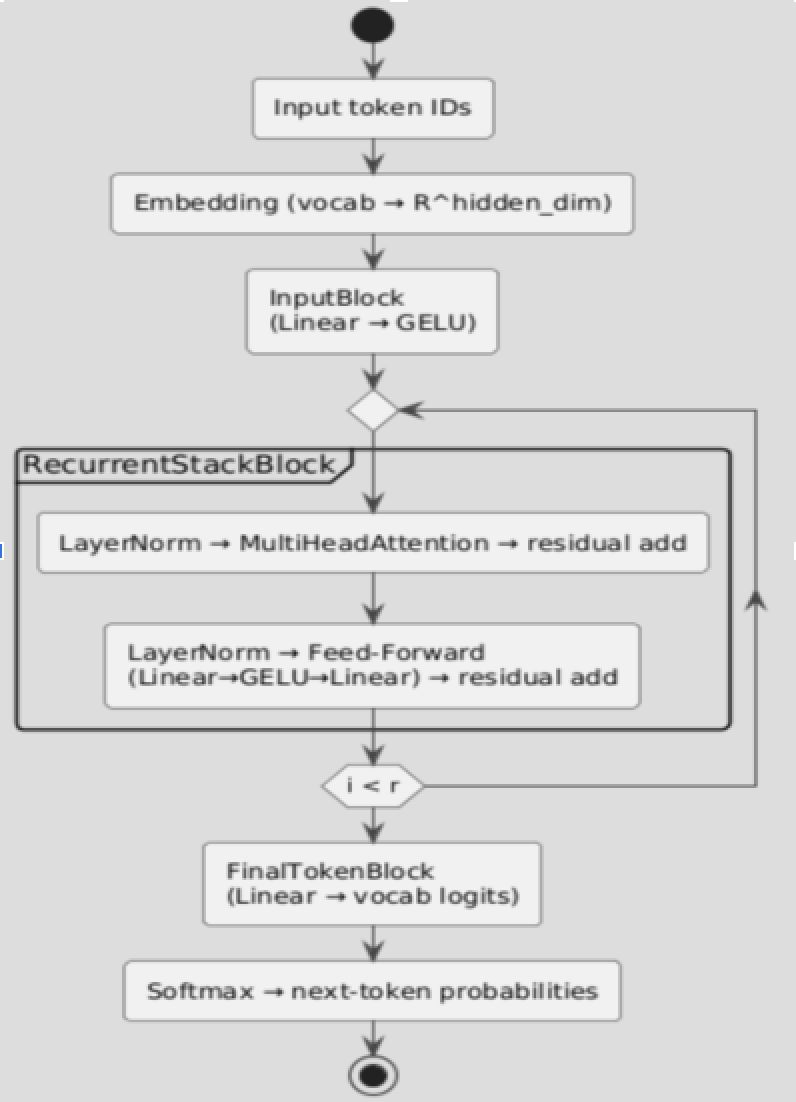 Input token IDs
Embedding (vocab → R^hidden_dim)
InputBlock
(Linear → GELU)
RecurrentStackBlock
LayerNorm → MultiHeadAttention → residual add
LayerNorm → Feed-Forward
(Linear→GELU→Linear) → residual add
i < r
FinalTokenBlock
(Linear → vocab logits)
Softmax → next-token probabilities